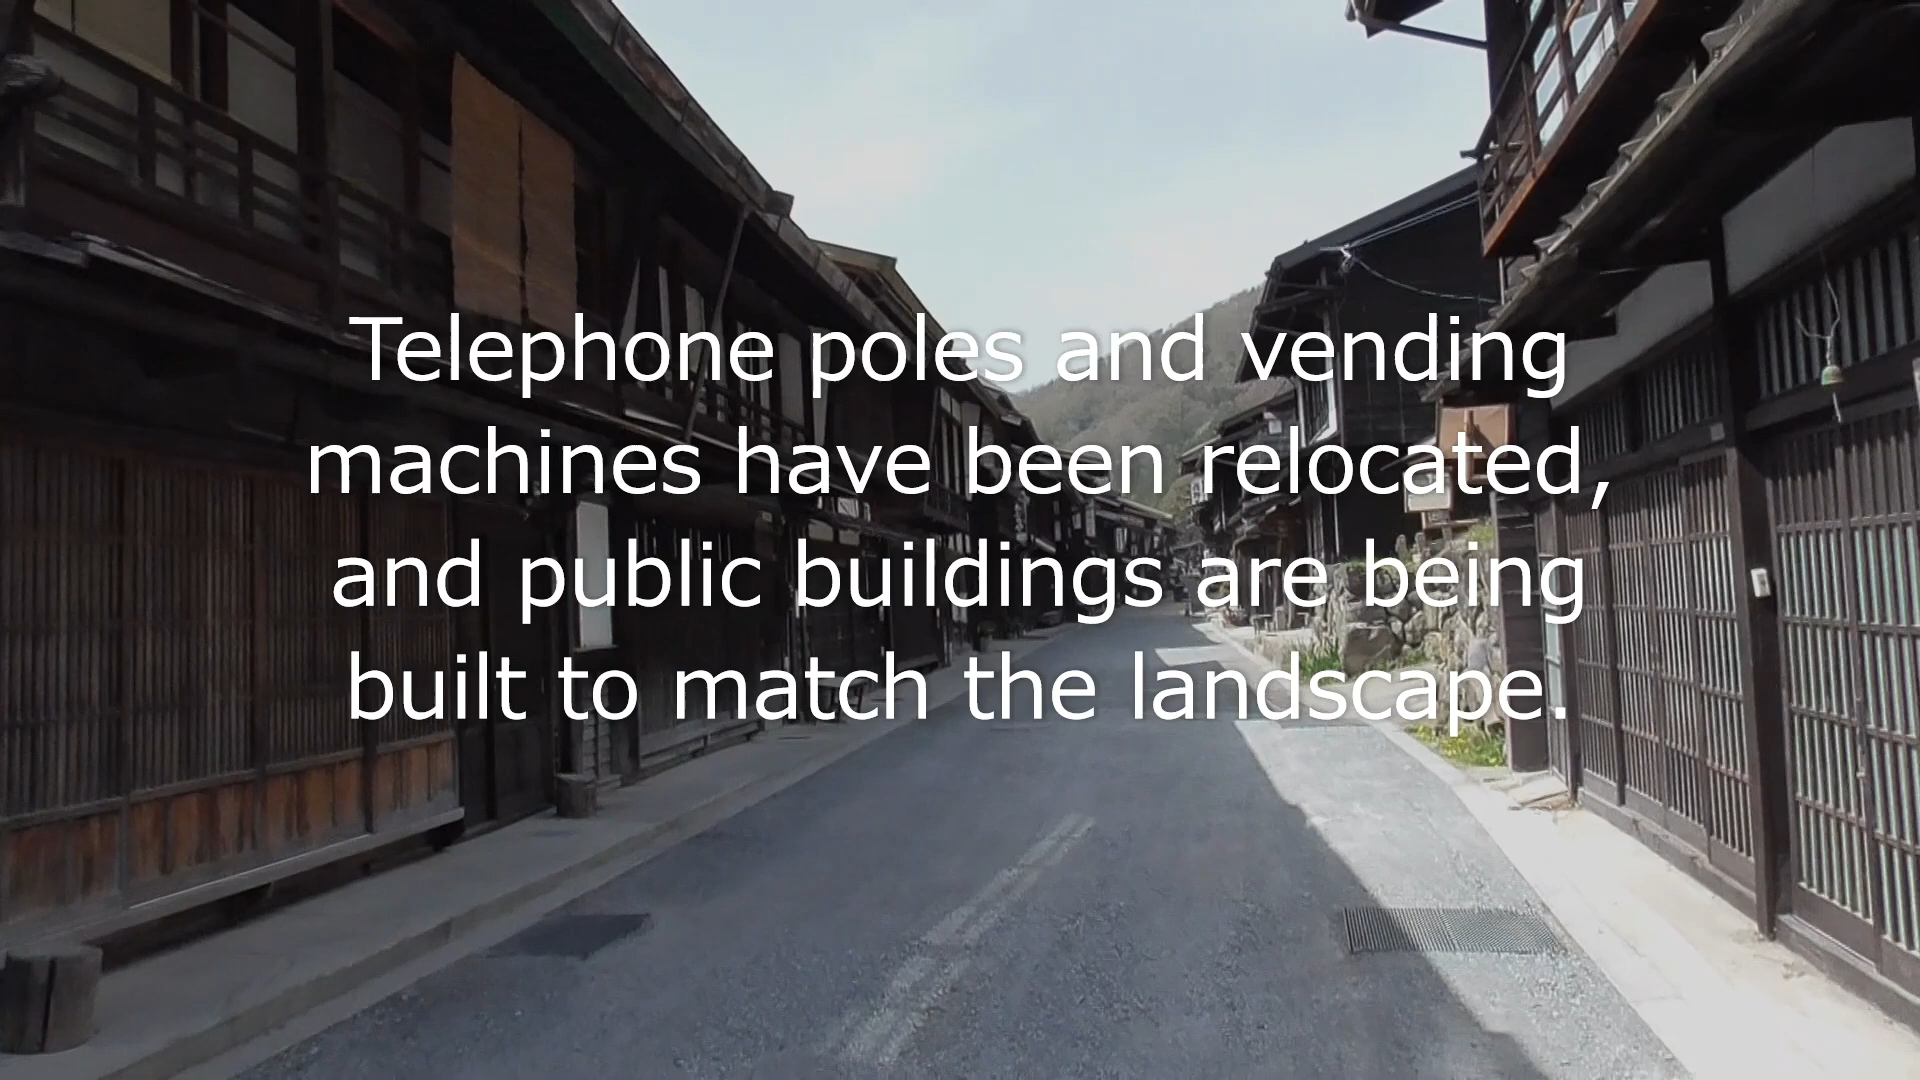 Telephone poles and vending
machines have been relocated,
and public buildings are being
built to match the landscape.